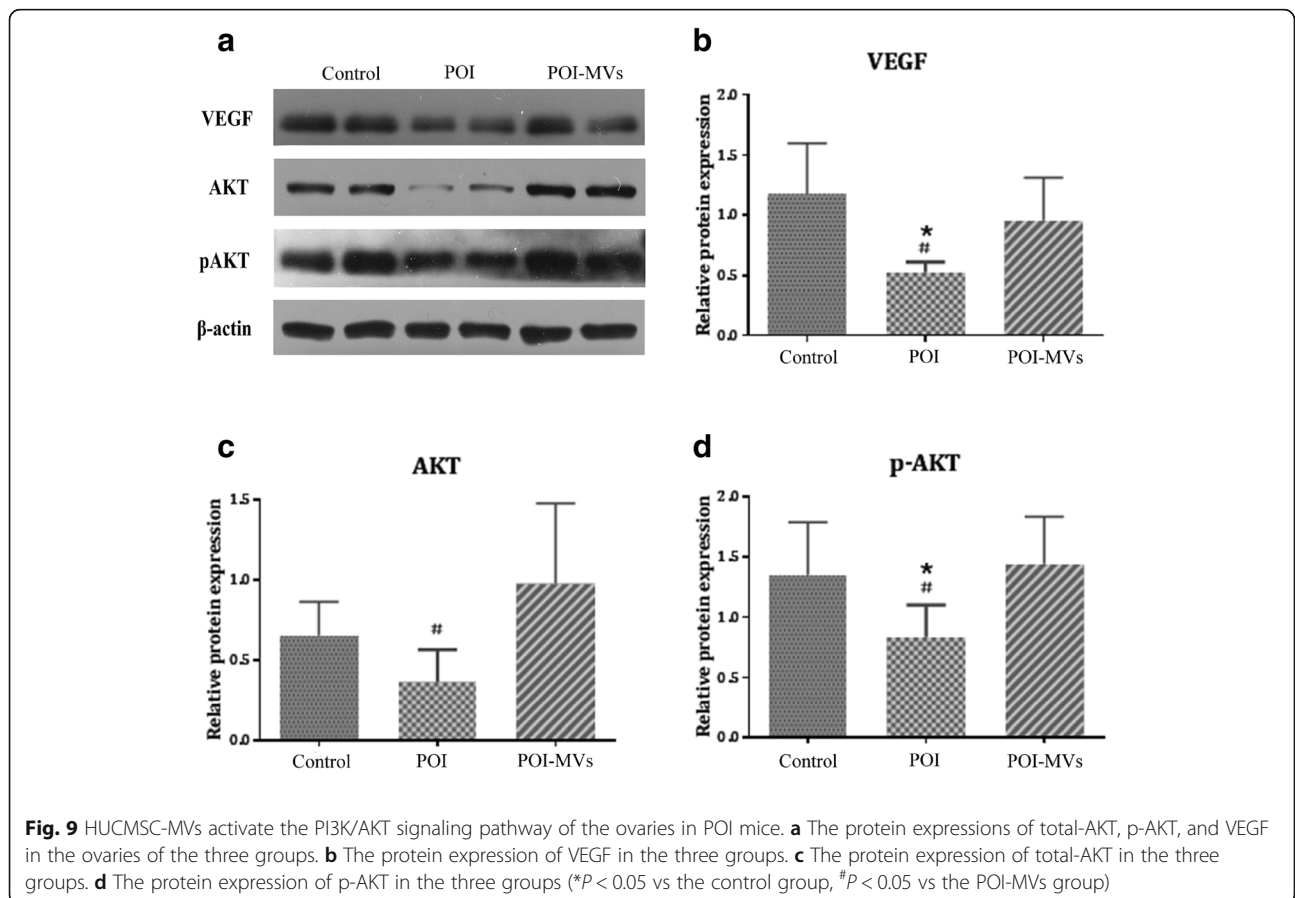 a
Control POI POI-MVs
VEGF
AKT
pAKT
β-actin
b
VEGF
Relative protein expression
2.0
1.5
1.0
0.5
0.0
Control POI POI-MVs
*
#
c
AKT
Relative protein expression
1.5
1.0
0.5
0.0
Control POI POI-MVs
#
d
p-AKT
Relative protein expression
2.0
1.5
1.0
0.5
0.0
Control POI POI-MVs
*
#
Fig. 9 HUCMSC-MVs activate the PI3K/AKT signaling pathway of the ovaries in POI mice. a The protein expressions of total-AKT, p-AKT, and VEGF
in the ovaries of the three groups. b The protein expression of VEGF in the three groups. c The protein expression of total-AKT in the three
groups. d The protein expression of p-AKT in the three groups (*P < 0.05 vs the control group, #P < 0.05 vs the POI-MVs group)